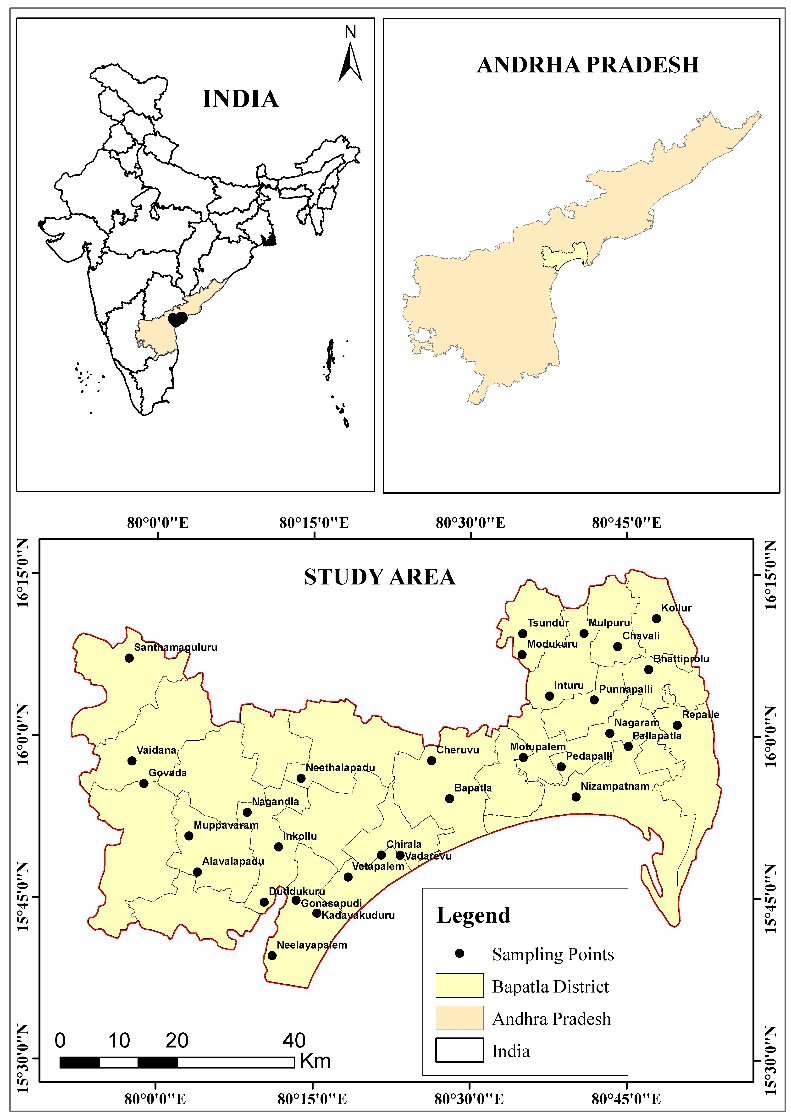 N
INDIA
ANDRHA PRADESH
80°0'0"E 80°15'0"E 80°30'0"E 80°45'0"E
16°15'0"N
16°15'0"N
STUDY AREA
Kollur
Tsundur
Mulpuru
Chavali
Modukuru
Santhamaguluru
Bhattiprolu
Inturu
Punnapalli
Repalle
Nagaram
Pallapatla
16°0'0"N
16°0'0"N
Vaidana
Cheruvu
Motupalem
Pedapalli
Govada
Neethalapadu
Bapatla
Nizampatnam
Nagandla
Muppavaram
Inkollu
Chirala
Vadarevu
Alavalapadu
Vetapalem
Duddukuru
Gonasapudi
Kadavakuduru
15°45'0"N
15°45'0"N
Neelayapalem
Legend
Sampling Points
Bapatla District
Andhra Pradesh
India
0 10 20 40
Km
15°30'0"N
15°30'0"N
80°0'0"E 80°15'0"E 80°30'0"E 80°45'0"E